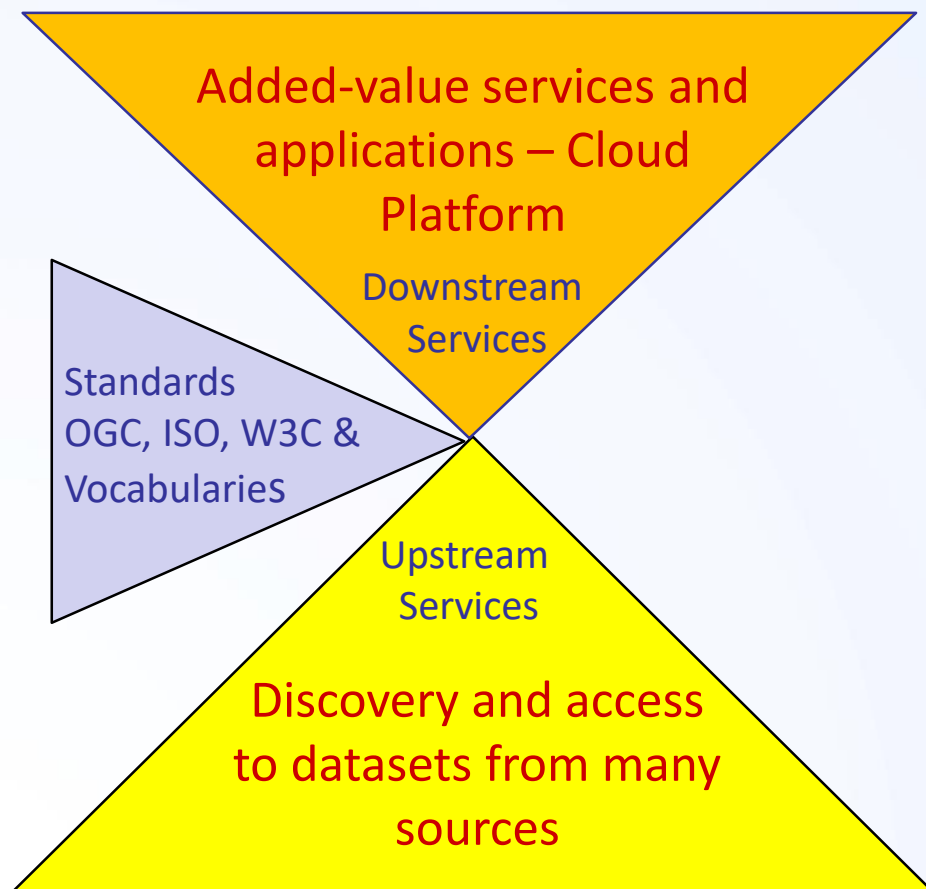 Added-value services and
applications – Cloud
Platform
Downstream
Services
Standards
OGC, ISO, W3C &
Vocabularies
Upstream
Services
Discovery and access
to datasets from many
sources